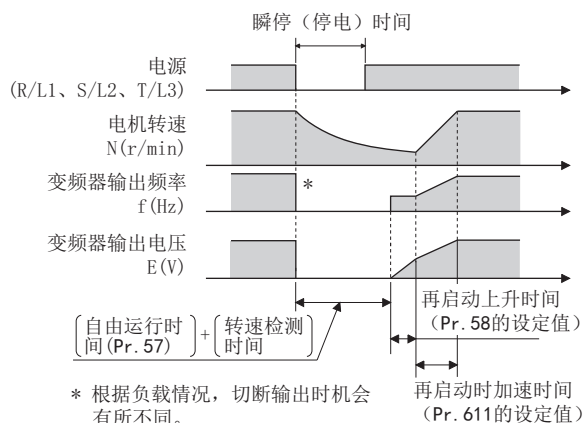 瞬停（停电）时间
电源
(R/L1、S/L2、T/L3)
电机转速
N(r/min)
变频器输出频率
f(Hz)
*
变频器输出电压
E(V)
自由运行时
间(Pr.57)
+
转速检测
时间
再启动上升时间
（Pr.58的设定值）
再启动时加速时间
（Pr.611的设定值）
* 根据负载情况，切断输出时机会
有所不同。